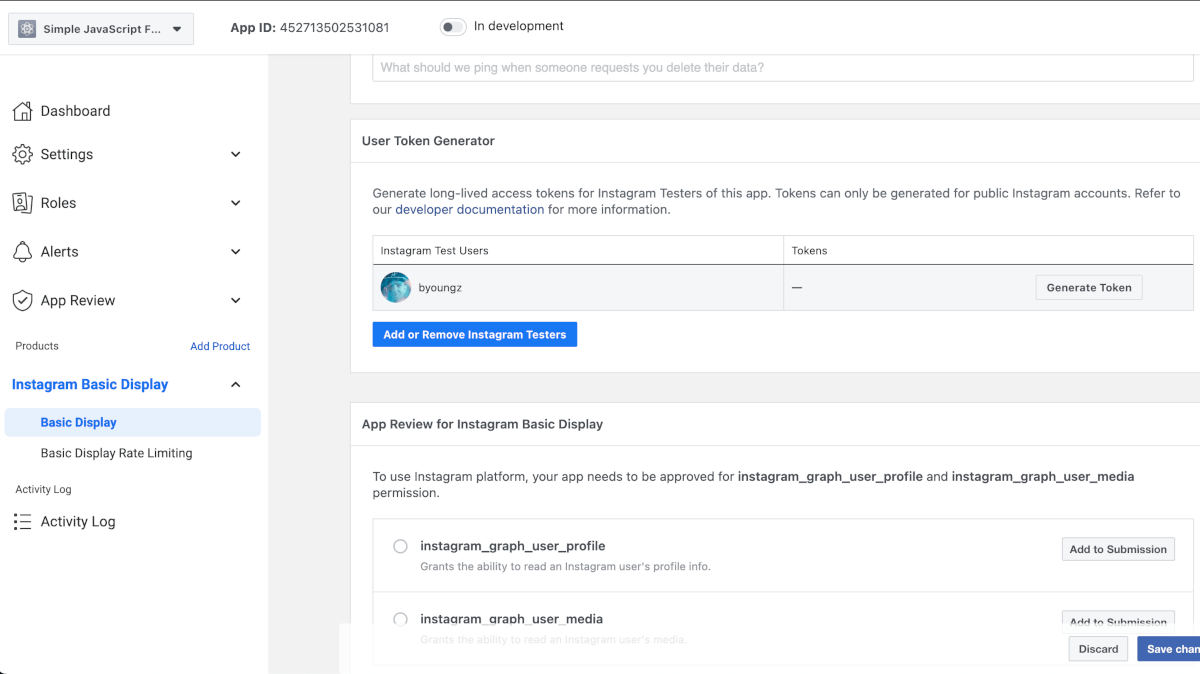 Simple JavaScript F...
App ID: 452713502531081
In development
Dashboard
Settings
Roles
Alerts
App Review
Products
Add Product
Instagram Basic Display
Basic Display
Basic Display Rate Limiting
Activity Log
Activity Log
What should we ping when someone requests you delete their data?
User Token Generator
Generate long-lived access tokens for Instagram Testers of this app. Tokens can only be generated for public Instagram accounts. Refer to
our developer documentation for more information.
Instagram Test Users
Tokens
byoungz
—
Generate Token
Add or Remove Instagram Testers
App Review for Instagram Basic Display
To use Instagram platform, your app needs to be approved for instagram_graph_user_profile and instagram_graph_user_media
permission.
instagram_graph_user_profile
Grants the ability to read an Instagram user's profile info.
Add to Submission
instagram_graph_user_media
Grants the ability to read an Instagram user's media.
Add to Submission
Discard
Save chan